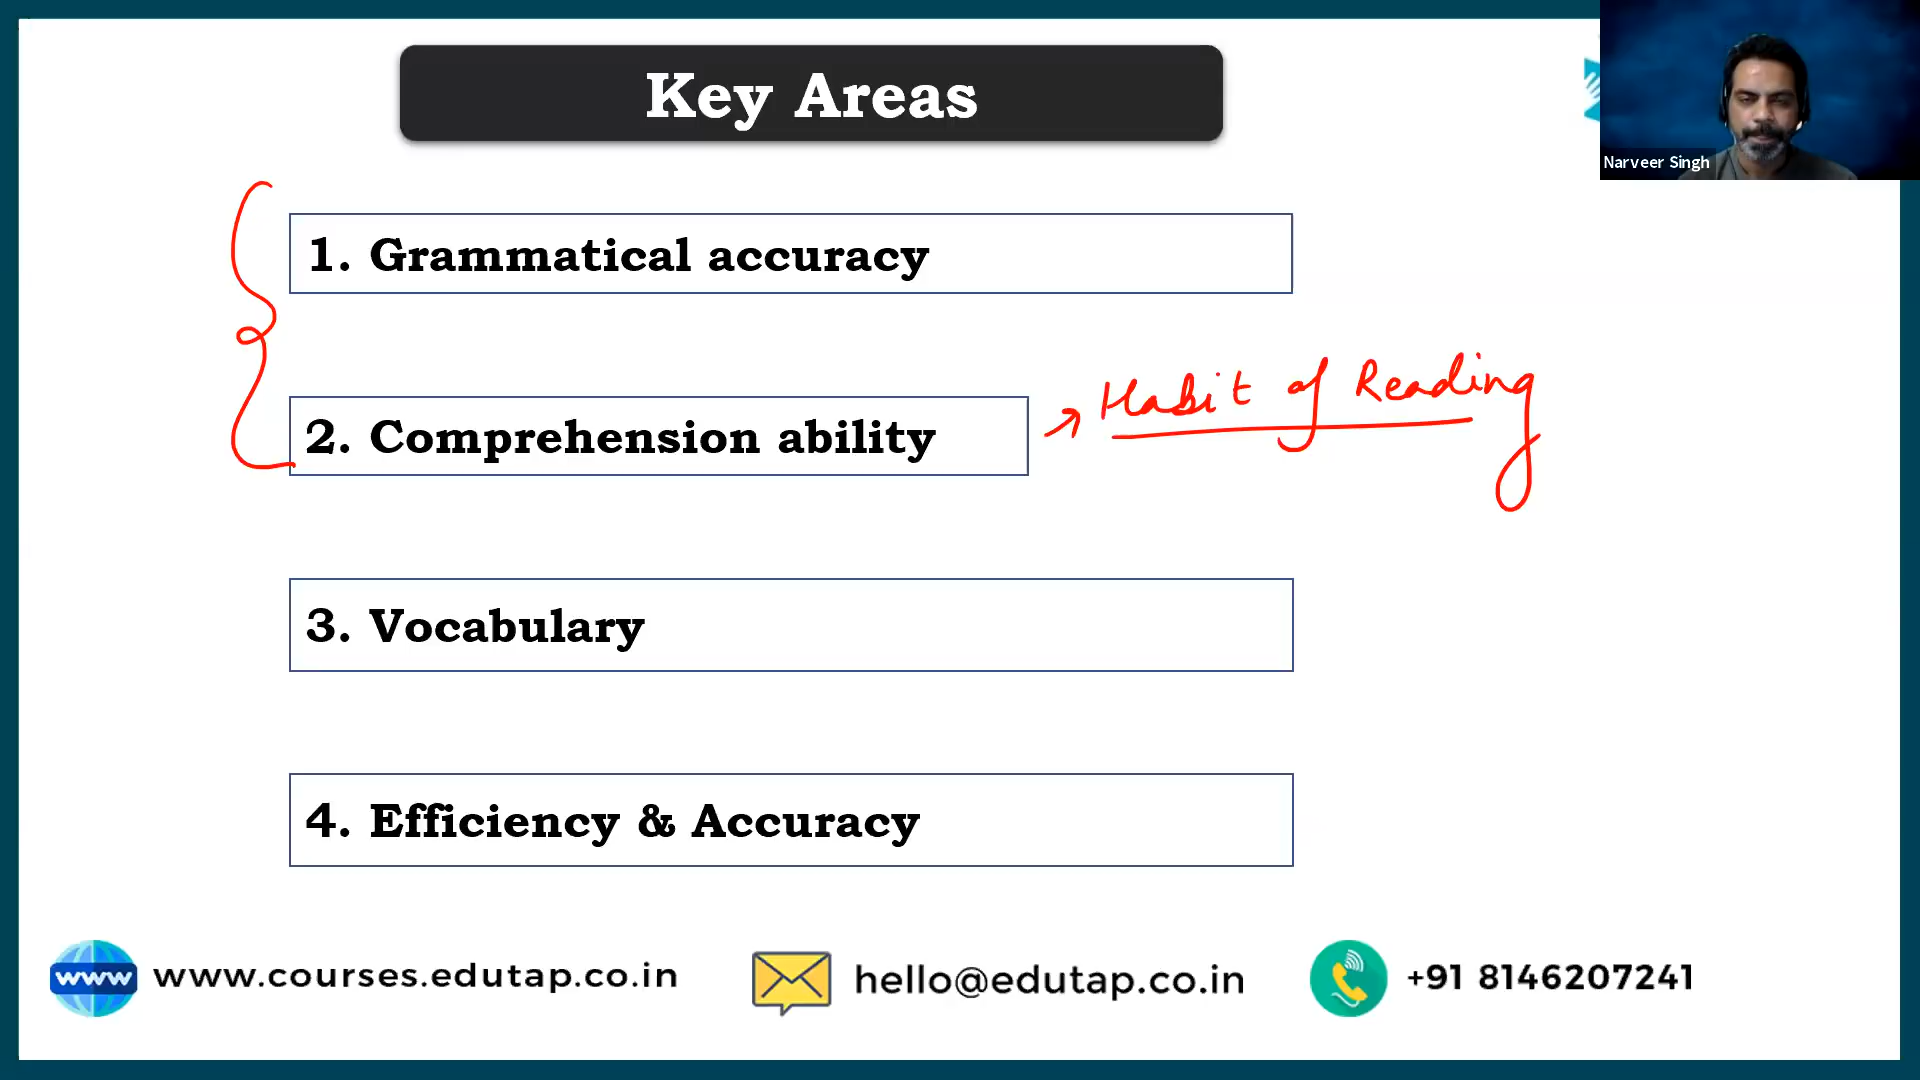 Key Areas
Narveer Singh
1. Grammatical accuracy
2. Comprehension ability
Habit of Reading
3. Vocabulary
4. Efficiency & Accuracy
www
www.courses.edutap.co.in
hello@edutap.co.in
+91 8146207241